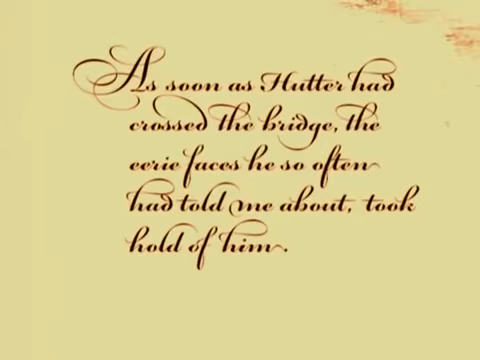 As soon as Hutter had
crossed the bridge, the
eerie faces he so often
had told me about, took
hold of him.